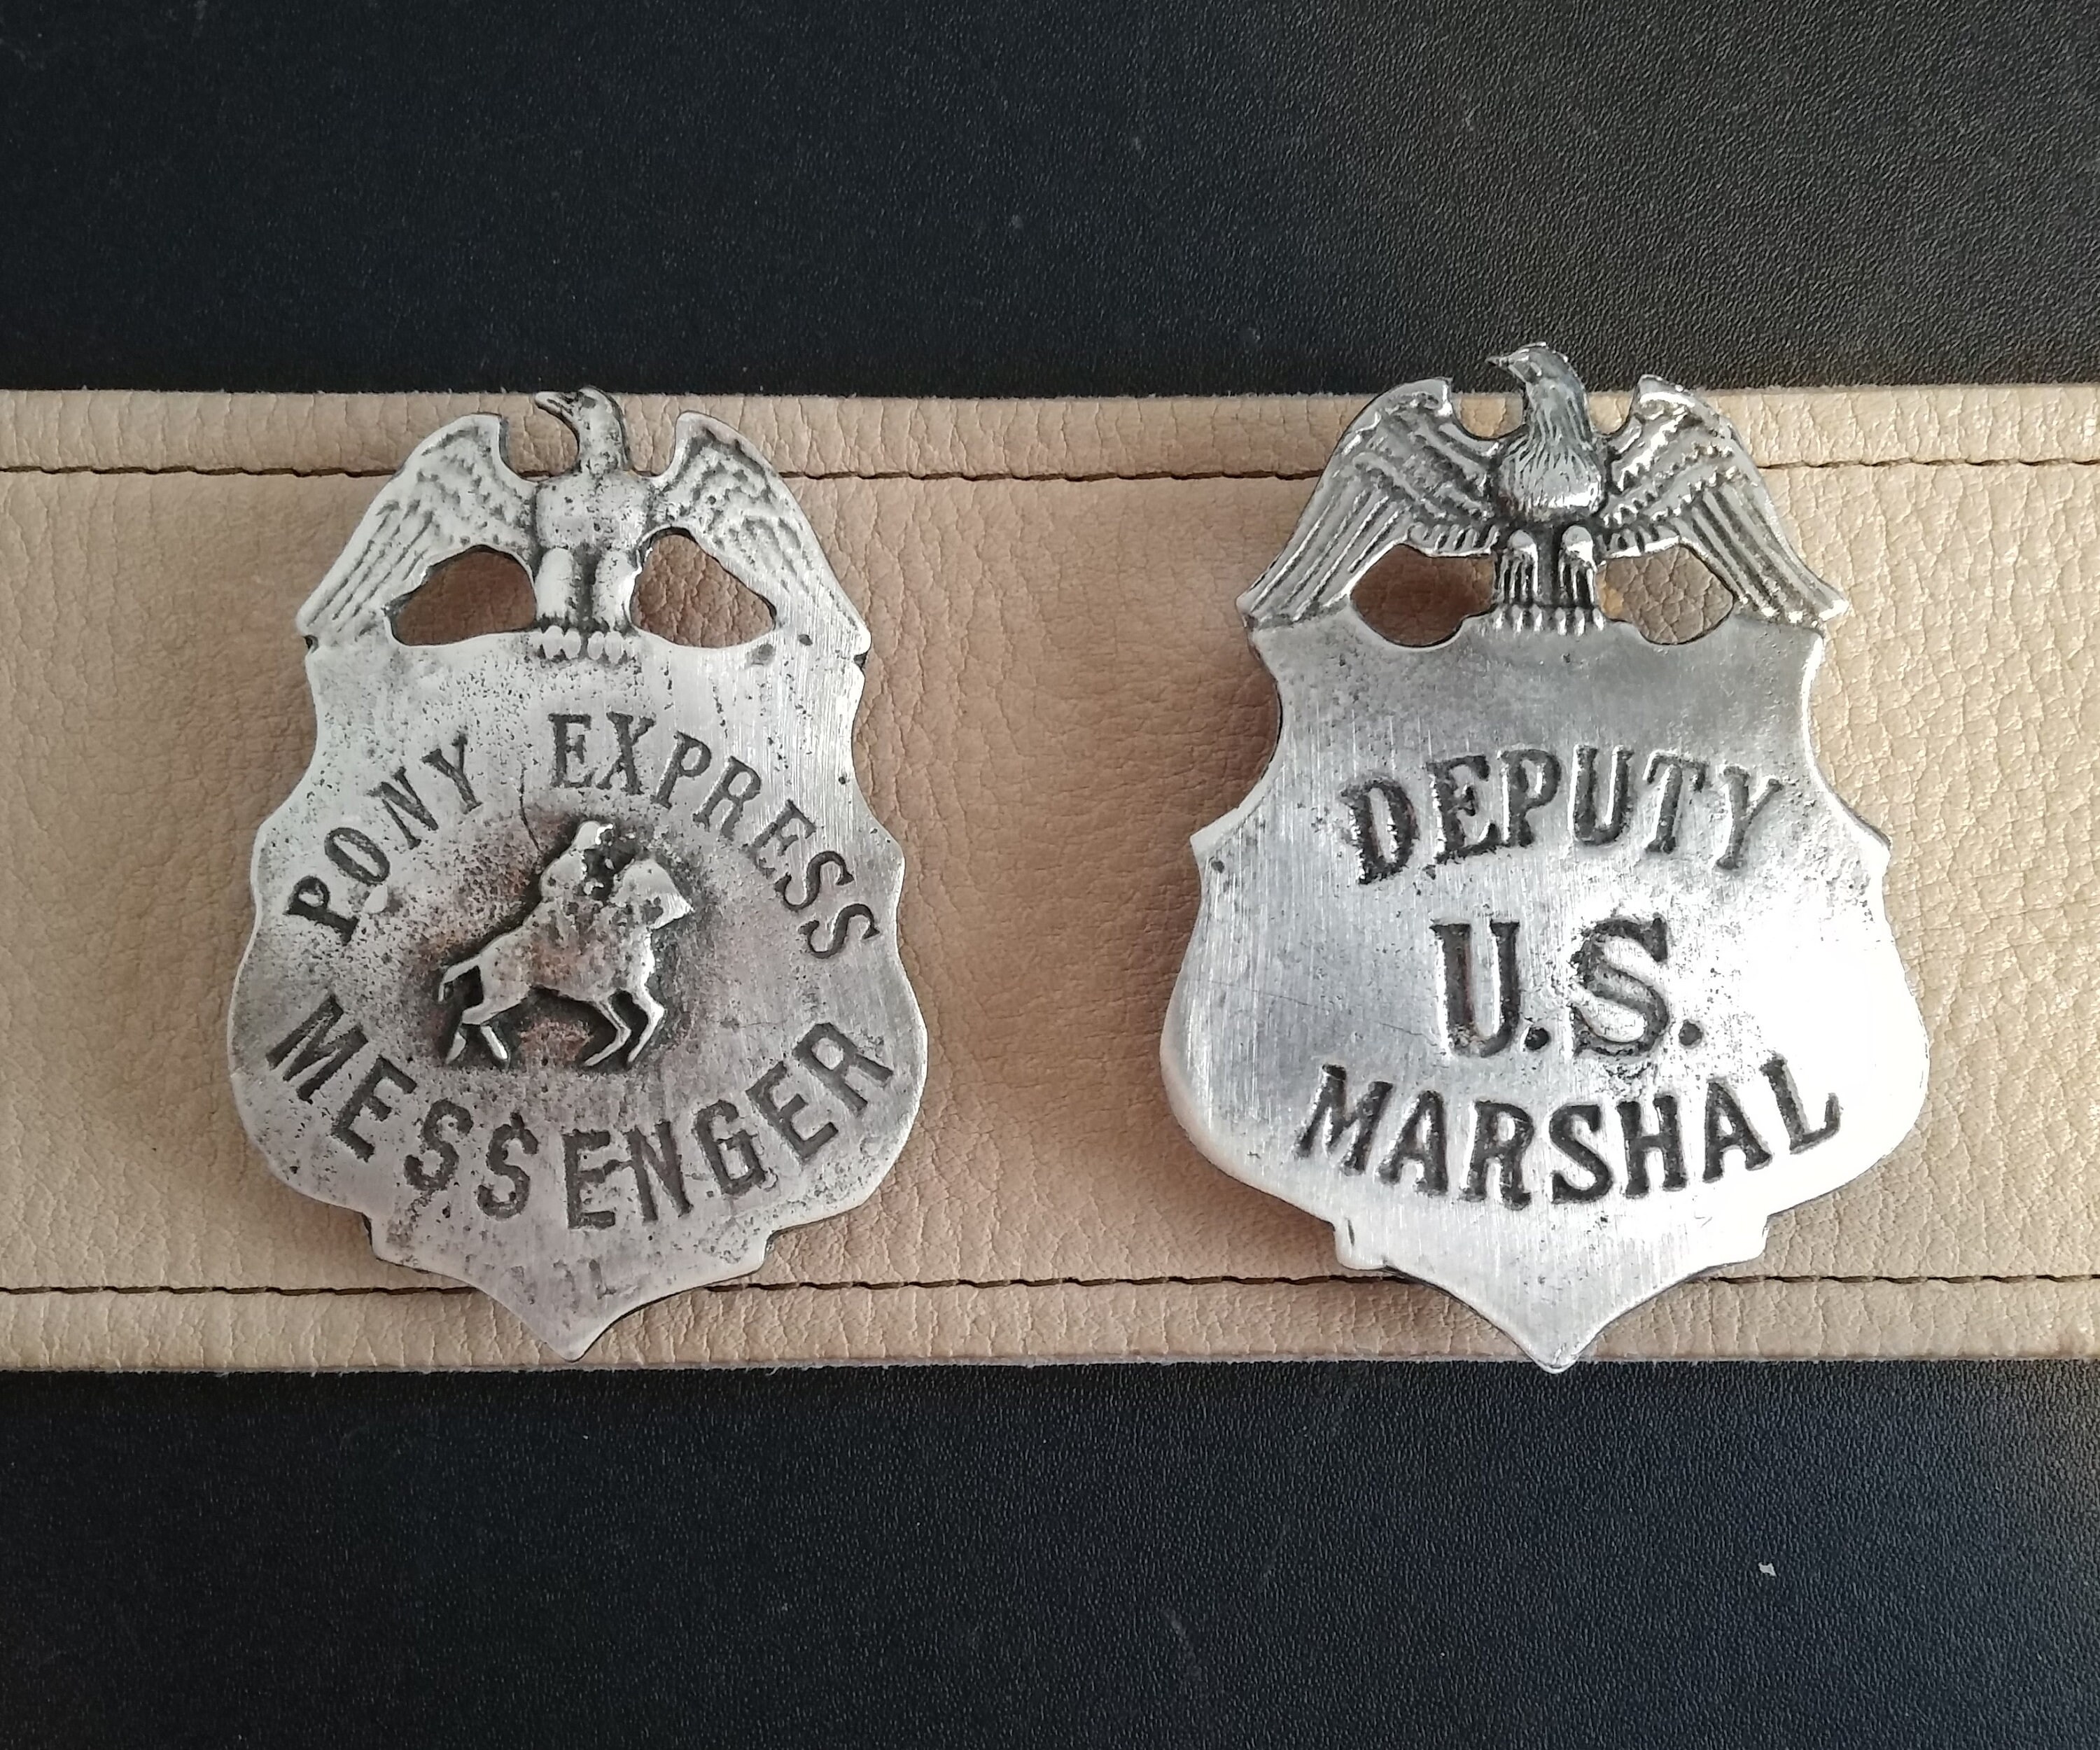 PONY EXPRESS
MESSENGER
DEPUTY
U.S.
MARSHAL